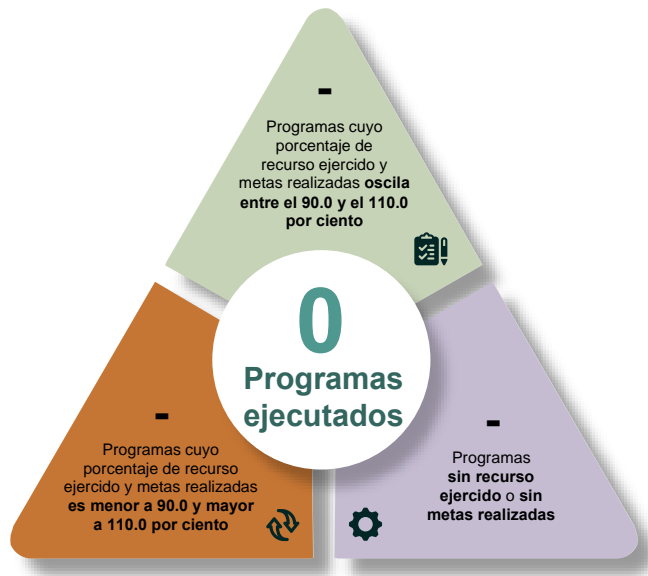 -
Programas cuyo
porcentaje de
recurso ejercido y
metas realizadas oscila
entre el 90.0 y el 110.0
por ciento
0
Programas
ejecutados
-
Programas cuyo
porcentaje de recurso
ejercido y metas realizadas
es menor a 90.0 y mayor
a 110.0 por ciento
-
Programas
sin recurso
ejercido o sin
metas realizadas